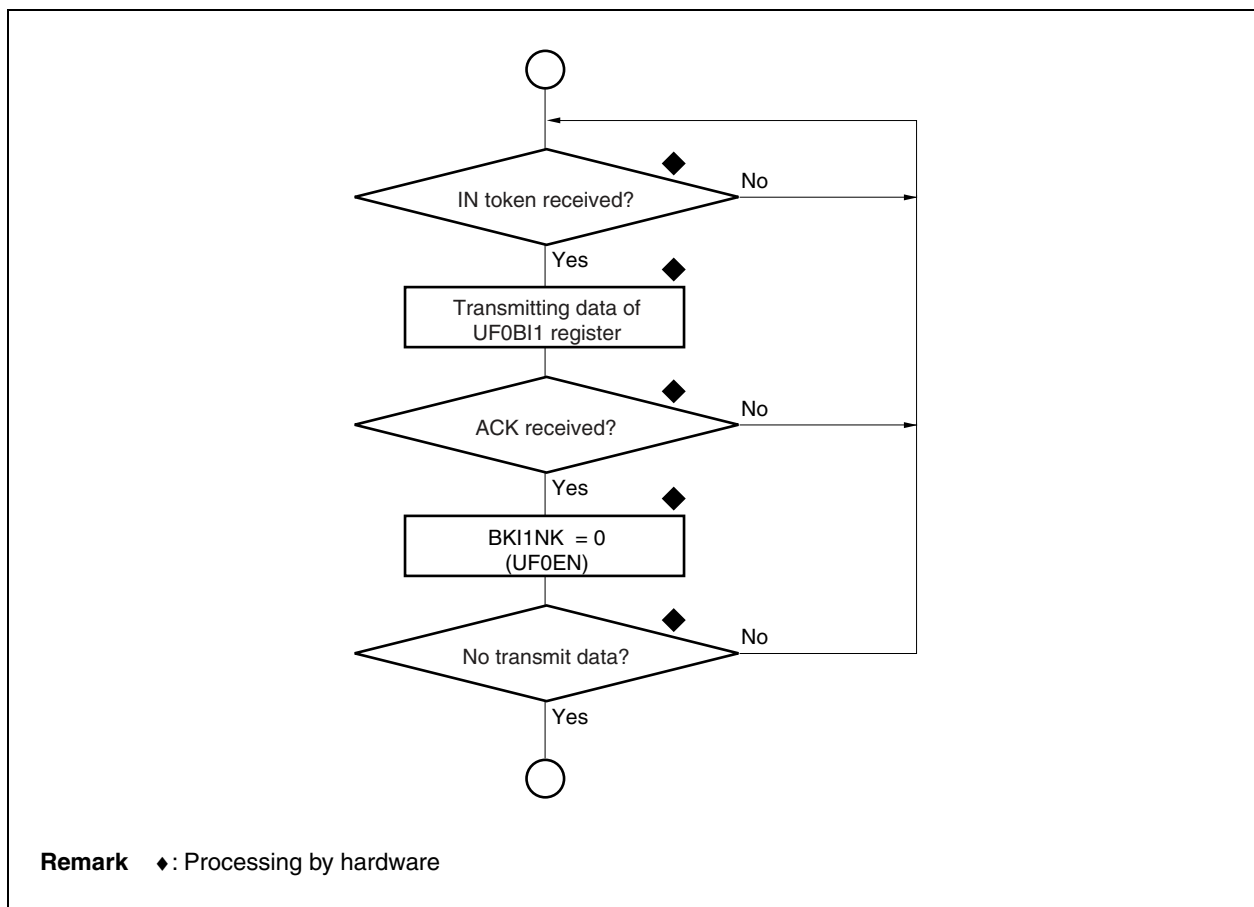 IN token received?
No
Yes
Transmitting data of
UF0BI1 register
ACK received?
No
Yes
BKI1NK = 0
(UF0EN)
No transmit data?
No
Yes
Remark ♦: Processing by hardware